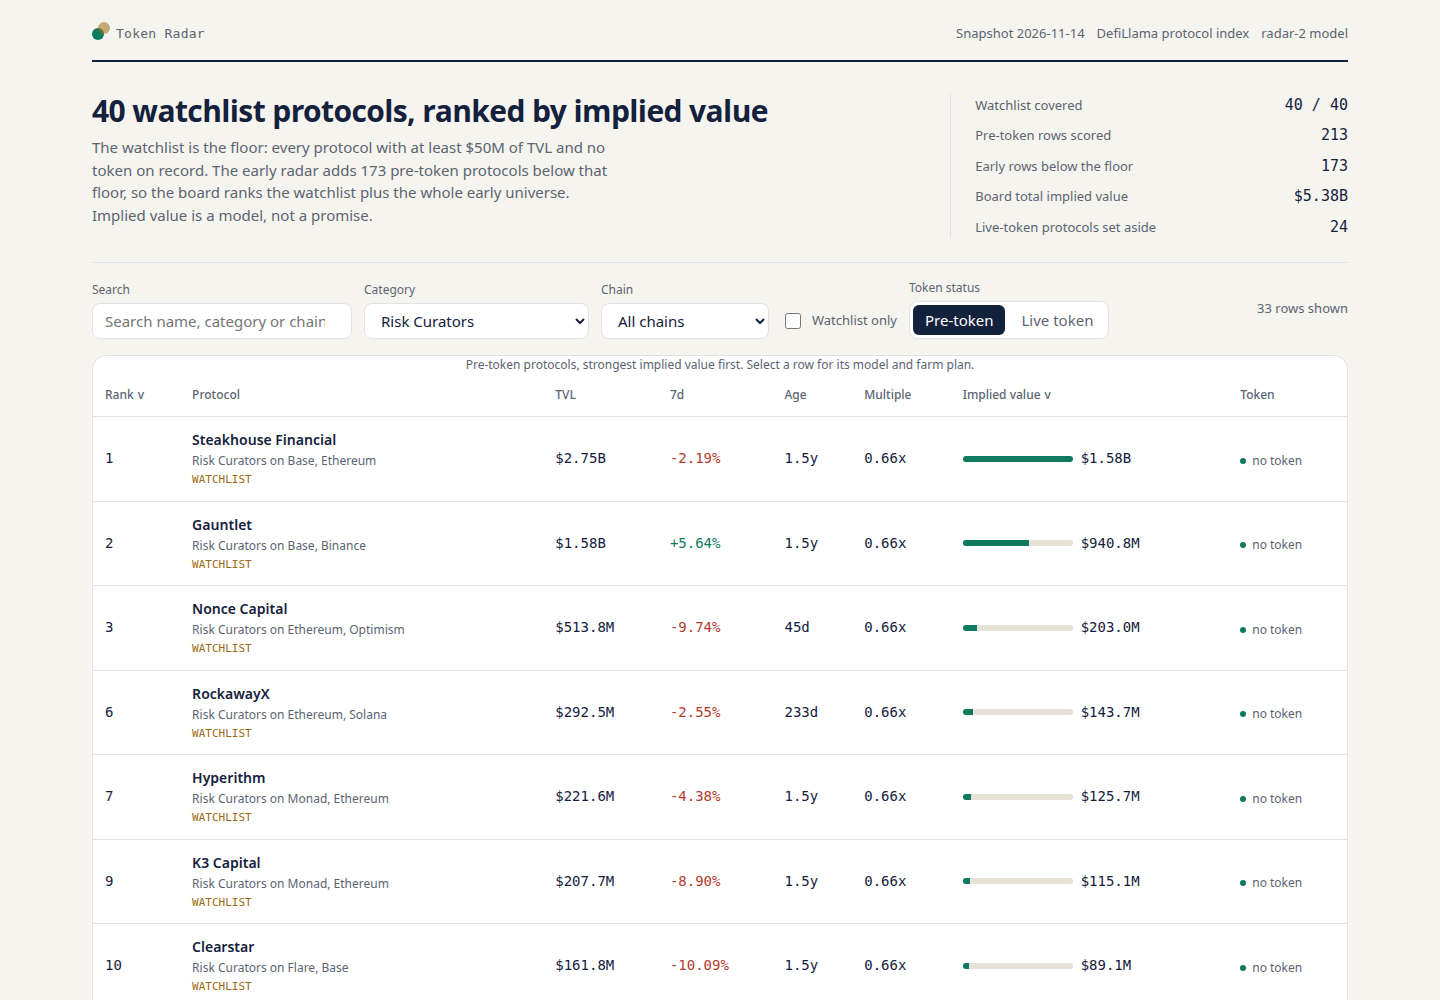 Token Radar
Snapshot 2026-11-14 DefiLlama protocol index radar-2 model
40 watchlist protocols, ranked by implied value
The watchlist is the floor: every protocol with at least $50M of TVL and no
token on record. The early radar adds 173 pre-token protocols below that
floor, so the board ranks the watchlist plus the whole early universe.
Implied value is a model, not a promise.
Watchlist covered 40 / 40
Pre-token rows scored 213
Early rows below the floor 173
Board total implied value $5.38B
Live-token protocols set aside 24
Search
Search name, category or chain
Category
Risk Curators
Chain
All chains
Watchlist only
Token status
Pre-token Live token
33 rows shown
Pre-token protocols, strongest implied value first. Select a row for its model and farm plan.
Rank v Protocol TVL 7d Age Multiple Implied value v Token
Steakhouse Financial
1 Risk Curators on Base, Ethereum $2.75B -2.19% 1.5y 0.66x $1.58B no token
WATCHLIST
Gauntlet
2 Risk Curators on Base, Binance $1.58B +5.64% 1.5y 0.66x $940.8M no token
WATCHLIST
Nonce Capital
3 Risk Curators on Ethereum, Optimism $513.8M -9.74% 45d 0.66x $203.0M no token
WATCHLIST
RockawayX
6 Risk Curators on Ethereum, Solana $292.5M -2.55% 233d 0.66x $143.7M no token
WATCHLIST
Hyperithm
7 Risk Curators on Monad, Ethereum $221.6M -4.38% 1.5y 0.66x $125.7M no token
WATCHLIST
K3 Capital
9 Risk Curators on Monad, Ethereum $207.7M -8.90% 1.5y 0.66x $115.1M no token
WATCHLIST
Clearstar
10 Risk Curators on Flare, Base $161.8M -10.09% 1.5y 0.66x $89.1M no token
WATCHLIST